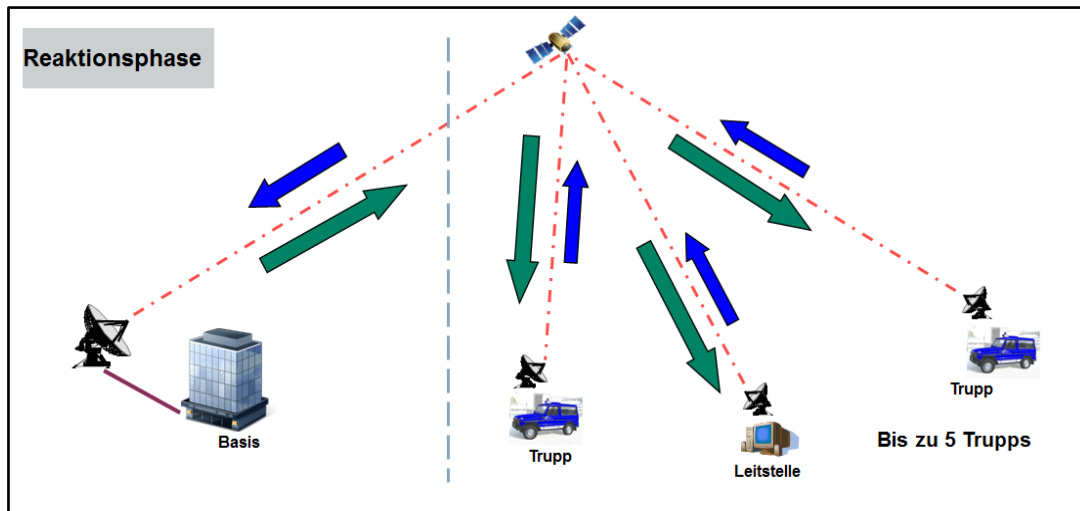 Reaktionsphase
Basis
Trupp
Leitstelle
Trupp
Bis zu 5 Trupps